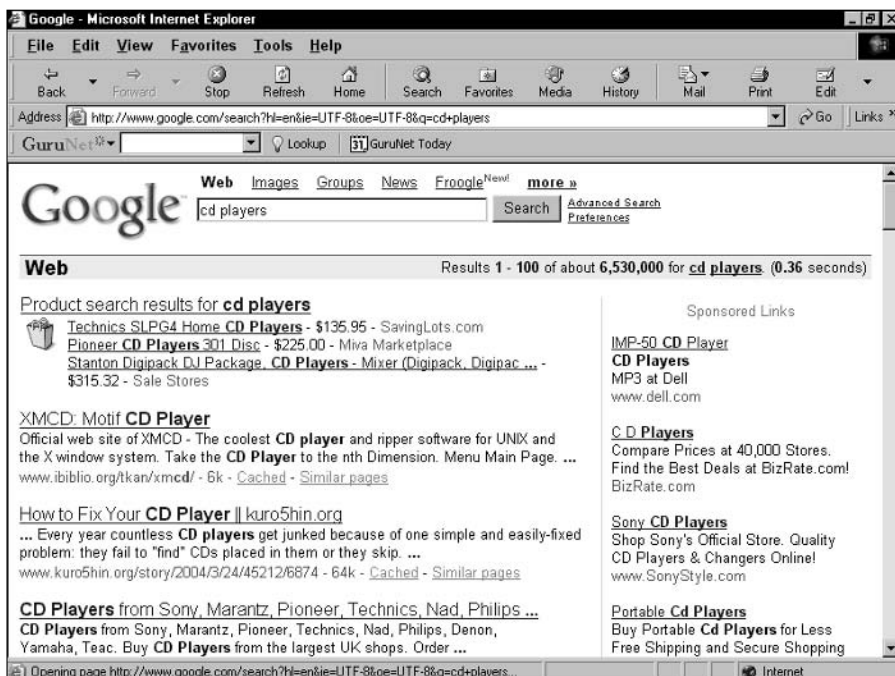 Google - Microsoft Internet Explorer
File Edit View Favorites Tools Help
Back Forward Stop Refresh Home Search Favorites Media History Mail Print Edit
Address http://www.google.com/search?hl=en&ie=UTF-8&oe=UTF-8&q=cd+players Go Links »
GuruNet Lookup 31 GuruNet Today
Web Images Groups News Froogle New! more »
Google™ cd players Search Advanced Search
Preferences
Web Results 1 - 100 of about 6,530,000 for cd players. (0.36 seconds)
Product search results for cd players
Technics SLPG4 Home CD Players - $135.95 - SavingLots.com
Pioneer CD Players 301 Disc - $225.00 - Miva Marketplace
Stanton Digipack DJ Package, CD Players - Mixer (Digipack, Digipac ... -
$315.32 - Sale Stores
XMCD: Motif CD Player
Official web site of XMCD - The coolest CD player and ripper software for UNIX and
the X window system. Take the CD Player to the nth Dimension. Menu Main Page. ...
www.ibiblio.org/tkan/xmcd/ - 6k - Cached - Similar pages
How to Fix Your CD Player || kuro5hin.org
... Every year countless CD players get junked because of one simple and easily-fixed
problem: they fail to "find" CDs placed in them or they skip. ...
www.kuro5hin.org/story/2004/3/24/45212/6874 - 64k - Cached - Similar pages
CD Players from Sony, Marantz, Pioneer, Technics, Nad, Philips ...
CD Players from Sony, Marantz, Pioneer, Technics, Nad, Philips, Denon,
Yamaha, Teac. Buy CD Players from the largest UK shops. Order ...
Sponsored Links
IMP-50 CD Player
CD Players
MP3 at Dell
www.dell.com
C D Players
Compare Prices at 40,000 Stores.
Find the Best Deals at BizRate.com!
BizRate.com
Sony CD Players
Shop Sony's Official Store. Quality
CD Players & Changers Online!
www.SonyStyle.com
Portable Cd Players
Buy Portable Cd Players for Less
Free Shipping and Secure Shopping
Opening page http://www.google.com/search?hl=en&ie=UTF-8&oe=UTF-8&q=cd+players... Internet